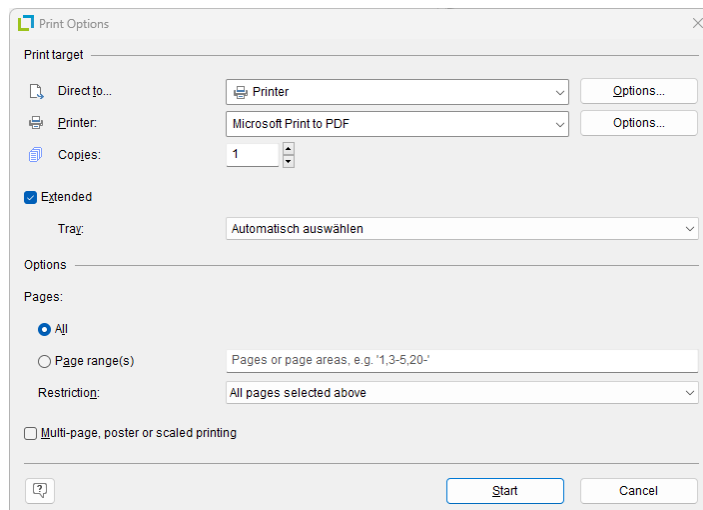 Print Options
Print target
Direct to... Printer Options...
Printer: Microsoft Print to PDF Options...
Copies: 1
Extended
Tray: Automatisch auswählen
Options
Pages:
All
Page range(s) Pages or page areas, e.g. '1,3-5,20-'
Restriction: All pages selected above
Multi-page, poster or scaled printing
Start Cancel